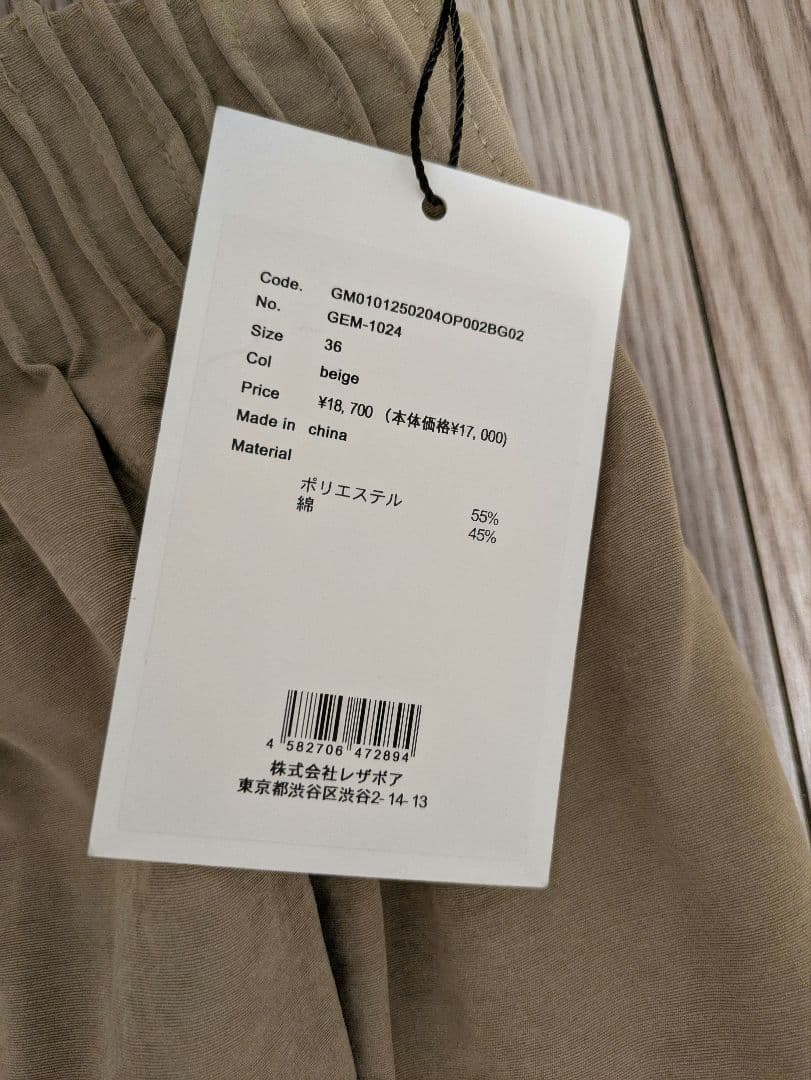 Code. GM0101250204OP002BG02
No. GEM-1024
Size 36
Col beige
Price ¥18,700 (本体価格¥17,000)
Made in china
Material
ポリエステル 55%
綿 45%
4 582706 472894
株式会社レザボア
東京都渋谷区渋谷2-14-13